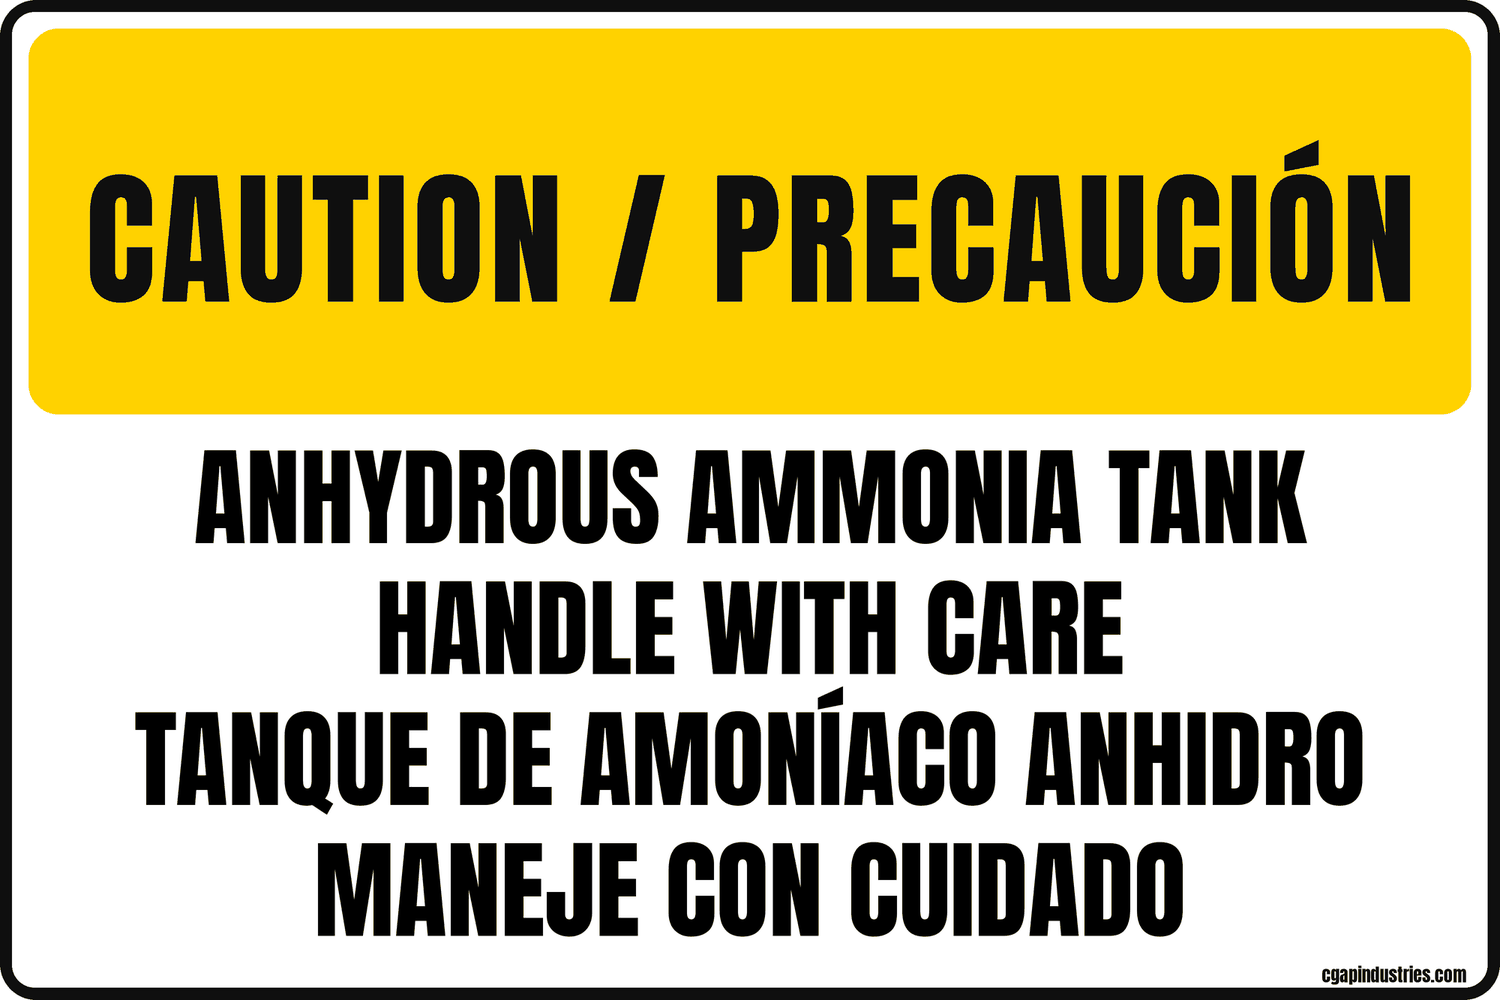 CAUTION / PRECAUCIÓN
ANHYDROUS AMMONIA TANK
HANDLE WITH CARE
TANQUE DE AMONÍACO ANHIDRO
MANEJE CON CUIDADO
cgapindustries.com